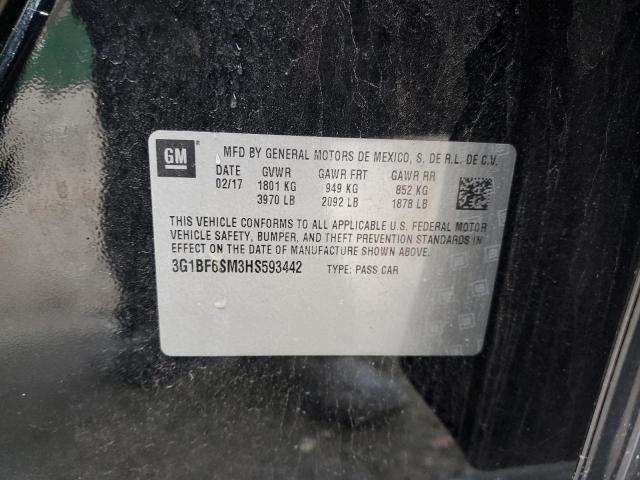 GM
MFD BY GENERAL MOTORS DE MEXICO, S. DE R.L. DE C.V.
DATE GVWR GAWR FRT GAWR RR
02/17 1801 KG 949 KG 852 KG
3970 LB 2092 LB 1878 LB
THIS VEHICLE CONFORMS TO ALL APPLICABLE U.S. FEDERAL MOTOR
VEHICLE SAFETY, BUMPER, AND THEFT PREVENTION STANDARDS IN
EFFECT ON THE DATE OF MANUFACTURE SHOWN ABOVE.
3G1BF6SM3HS593442 TYPE: PASS CAR